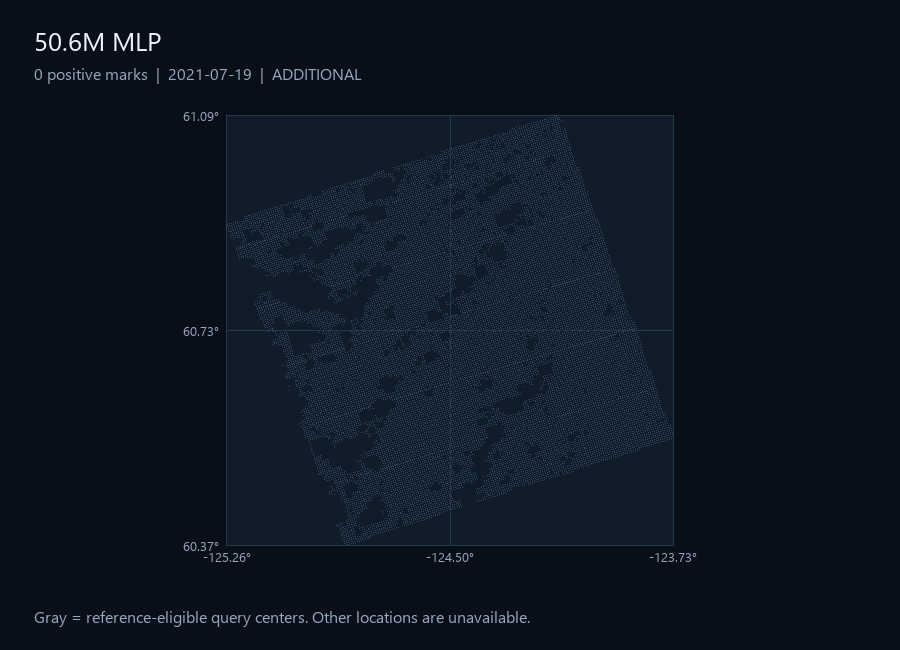 50.6M MLP
0 positive marks | 2021-07-19 | ADDITIONAL
61.09°
60.73°
60.37°
-125.26° -124.50° -123.73°
Gray = reference-eligible query centers. Other locations are unavailable.